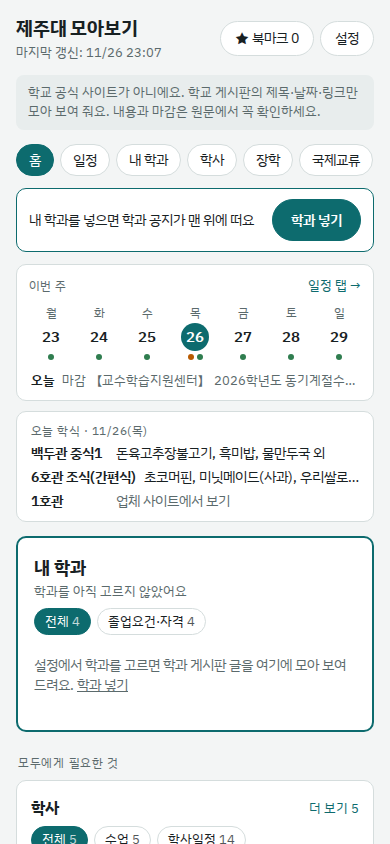 제주대 모아보기
마지막 갱신: 11/26 23:07
★ 북마크 0
설정
학교 공식 사이트가 아니에요. 학교 게시판의 제목·날짜·링크만
모아 보여 줘요. 내용과 마감은 원문에서 꼭 확인하세요.
홈
일정
내 학과
학사
장학
국제교류
내 학과를 넣으면 학과 공지가 맨 위에 떠요
학과 넣기
이번 주
일정 탭 →
월 화 수 목 금 토 일
23 24 25 26 27 28 29
오늘 마감 【교수학습지원센터】 2026학년도 동기계절수...
오늘 학식 · 11/26(목)
백두관 중식1 돈육고추장불고기, 흑미밥, 물만두국 외
6호관 조식(간편식) 초코머핀, 미닛메이드(사과), 우리쌀로...
1호관 업체 사이트에서 보기
내 학과
학과를 아직 고르지 않았어요
전체 4
졸업요건·자격 4
설정에서 학과를 고르면 학과 게시판 글을 여기에 모아 보여
드려요. 학과 넣기
모두에게 필요한 것
학사
더 보기 5
전체 5
수업 5
학사일정 14